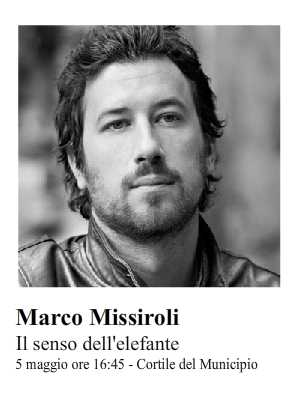 Marco Missiroli
Il senso dell'elefante
5 maggio ore 16:45 - Cortile del Municipio